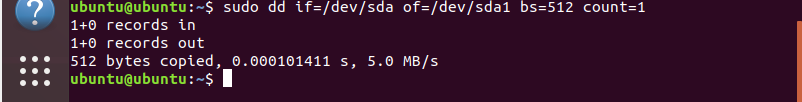 ubuntu@ubuntu:~$ sudo dd if=/dev/sda of=/dev/sda1 bs=512 count=1
1+0 records in
1+0 records out
512 bytes copied, 0.000101411 s, 5.0 MB/s
ubuntu@ubuntu:~$